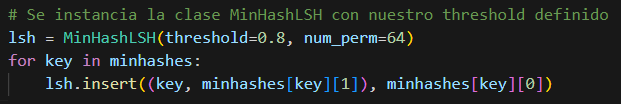 # Se instancia la clase MinHashLSH con nuestro threshold definido
lsh = MinHashLSH(threshold=0.8, num_perm=64)
for key in minhashes:
    lsh.insert((key, minhashes[key][1]), minhashes[key][0])